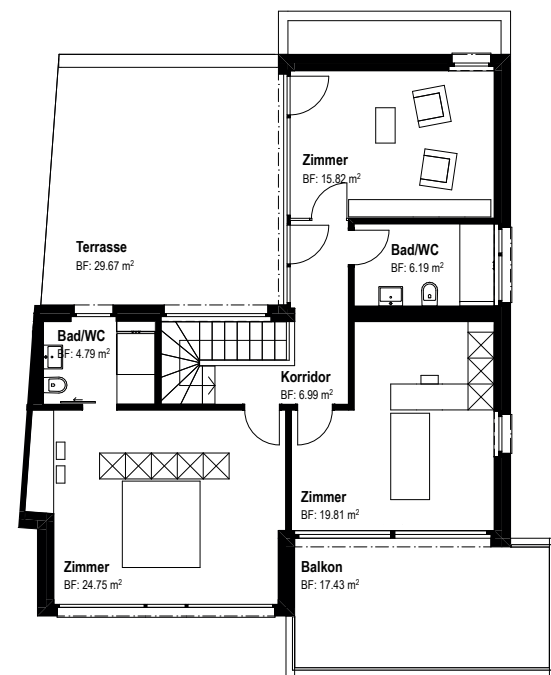 Zimmer
BF: 15.82 m²
Terrasse
BF: 29.67 m²
Bad/WC
BF: 6.19 m²
Bad/WC
BF: 4.79 m²
Korridor
BF: 6.99 m²
Zimmer
BF: 19.81 m²
Zimmer
BF: 24.75 m²
Balkon
BF: 17.43 m²